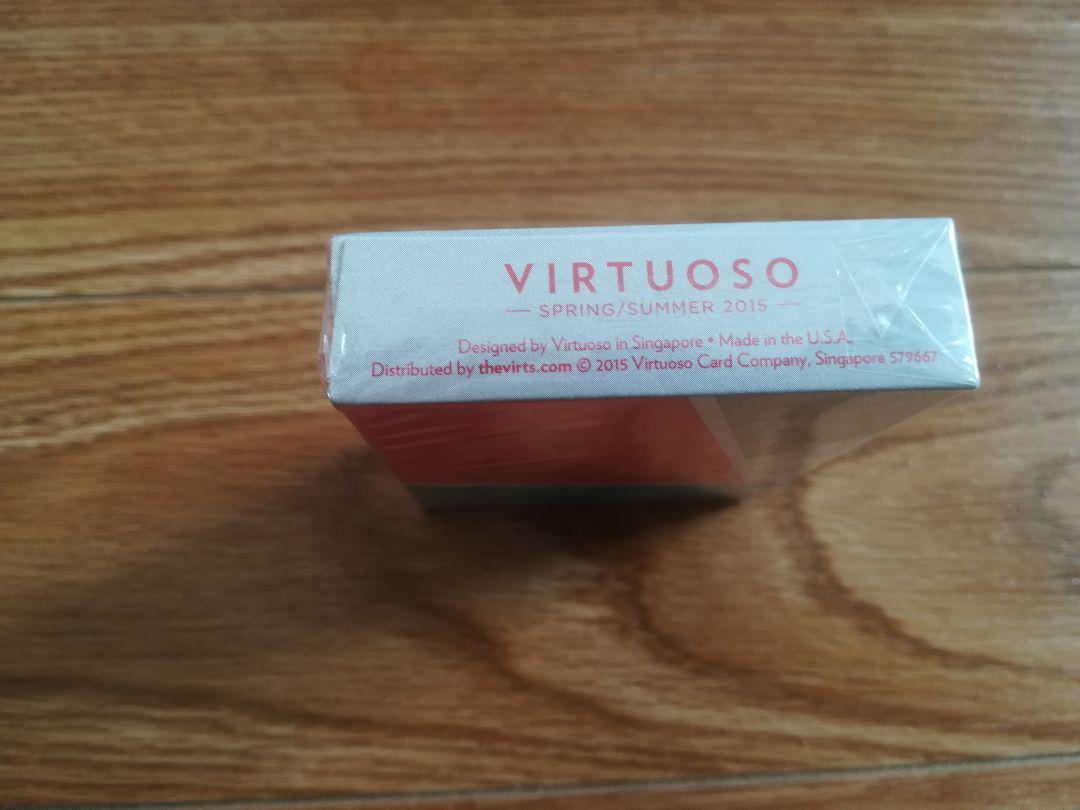 VIRTUOSO
SPRING/SUMMER 2015
Designed by Virtuoso in Singapore • Made in the U.S.A.
Distributed by thevirts.com © 2015 Virtuoso Card Company, Singapore 579667